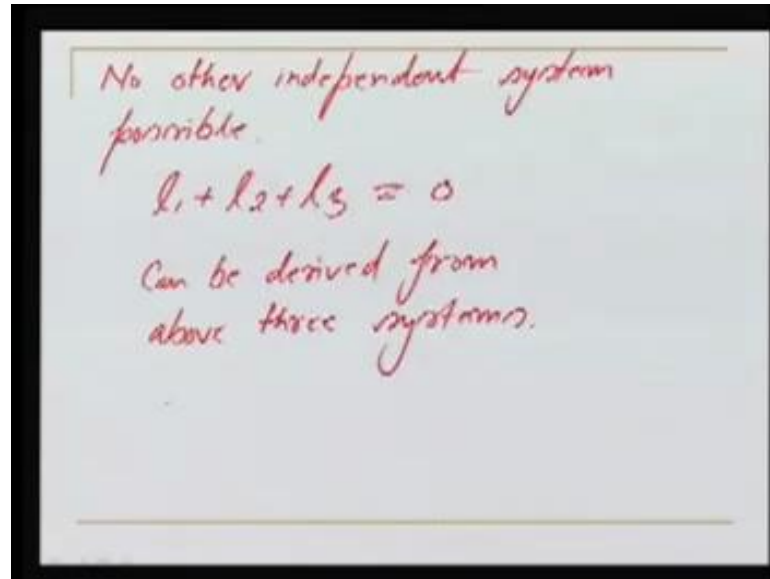 No other independent system
possible.
l₁ + l₂ + l₃ = 0
Can be derived from
above three systems.